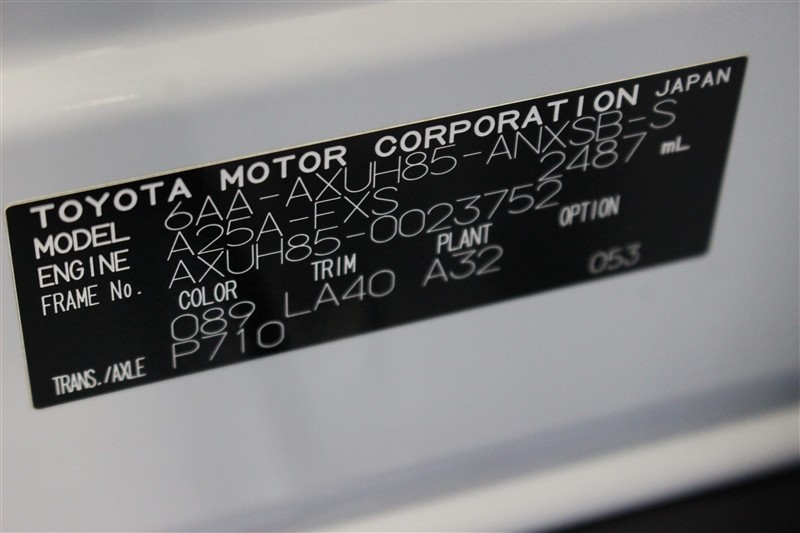 TOYOTA MOTOR CORPORATION JAPAN
MODEL 6AA-AXUH85-ANXSB-S
ENGINE A25A-FXS 2487 mL
FRAME No. AXUH85-0023752
COLOR TRIM PLANT OPTION
089 LA40 A32 053
TRANS./AXLE P710